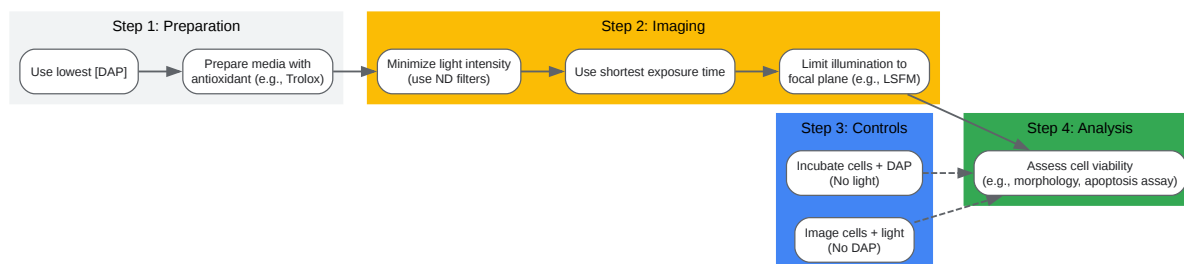 Step 1: Preparation
Use lowest [DAP]
Prepare media with
antioxidant (e.g., Trolox)
Step 2: Imaging
Minimize light intensity
(use ND filters)
Use shortest exposure time
Limit illumination to
focal plane (e.g., LSFM)
Step 3: Controls
Incubate cells + DAP
(No light)
Image cells + light
(No DAP)
Step 4: Analysis
Assess cell viability
(e.g., morphology, apoptosis assay)